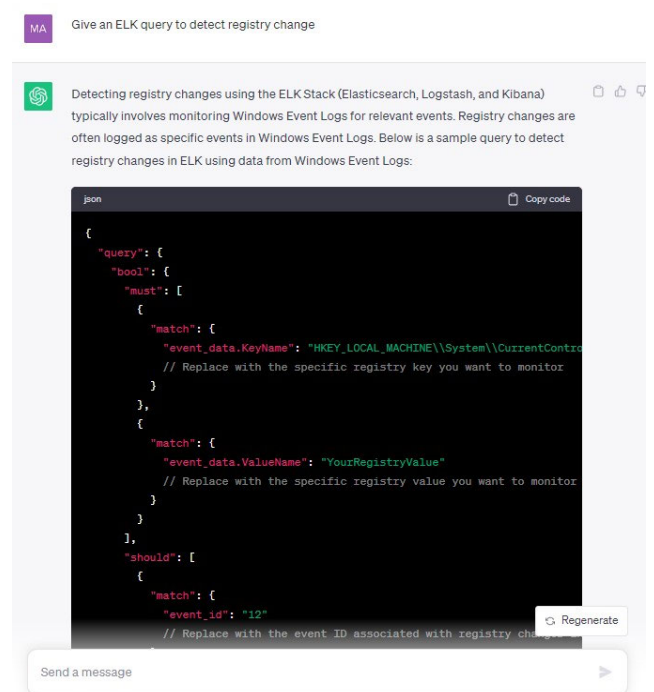 MA
Give an ELK query to detect registry change
Detecting registry changes using the ELK Stack (Elasticsearch, Logstash, and Kibana)
typically involves monitoring Windows Event Logs for relevant events. Registry changes are
often logged as specific events in Windows Event Logs. Below is a sample query to detect
registry changes in ELK using data from Windows Event Logs:
json
Copy code
{
"query": {
"bool": {
"must": [
{
"match": {
"event_data.KeyName": "HKEY_LOCAL_MACHINE\\System\\CurrentContro
// Replace with the specific registry key you want to monitor
}
},
{
"match": {
"event_data.ValueName": "YourRegistryValue"
// Replace with the specific registry value you want to monitor
}
}
],
"should": [
{
"match": {
"event_id": "12"
// Replace with the event ID associated with registry
Regenerate
Send a message